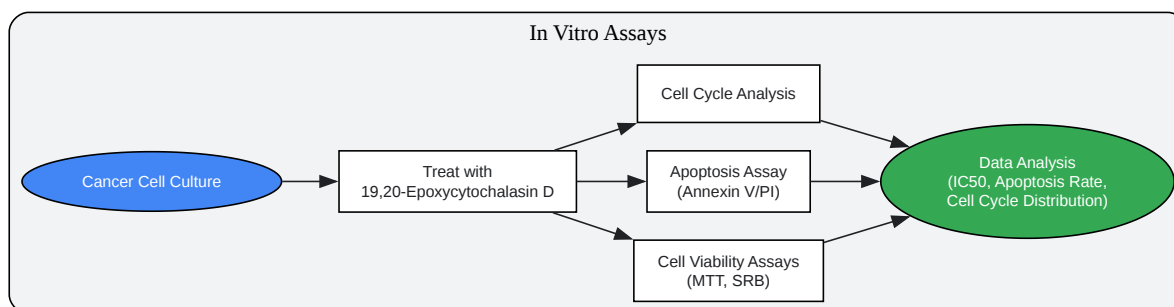 In Vitro Assays
Cancer Cell Culture
Treat with
19,20-Epoxycytochalasin D
Cell Cycle Analysis
Apoptosis Assay
(Annexin V/PI)
Cell Viability Assays
(MTT, SRB)
Data Analysis
(IC50, Apoptosis Rate,
Cell Cycle Distribution)